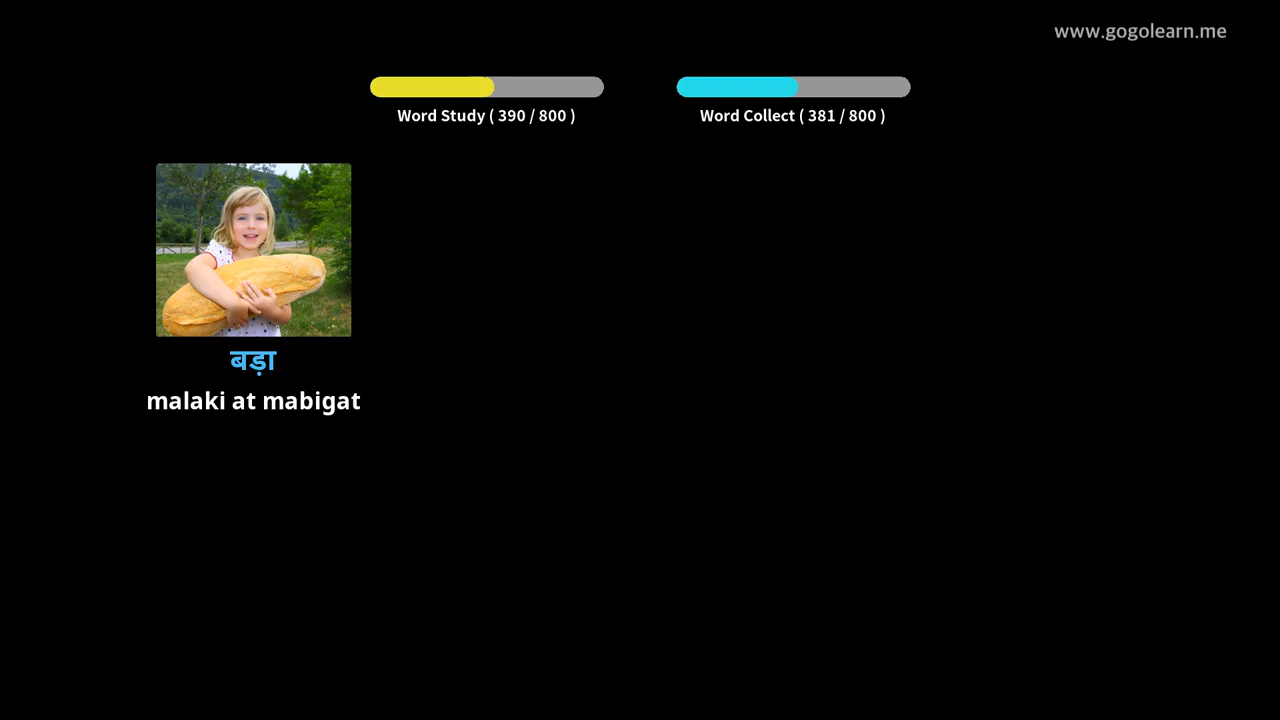 www.gogolearn.me
Word Study ( 390 / 800 )
Word Collect ( 381 / 800 )
बड़ा
malaki at mabigat